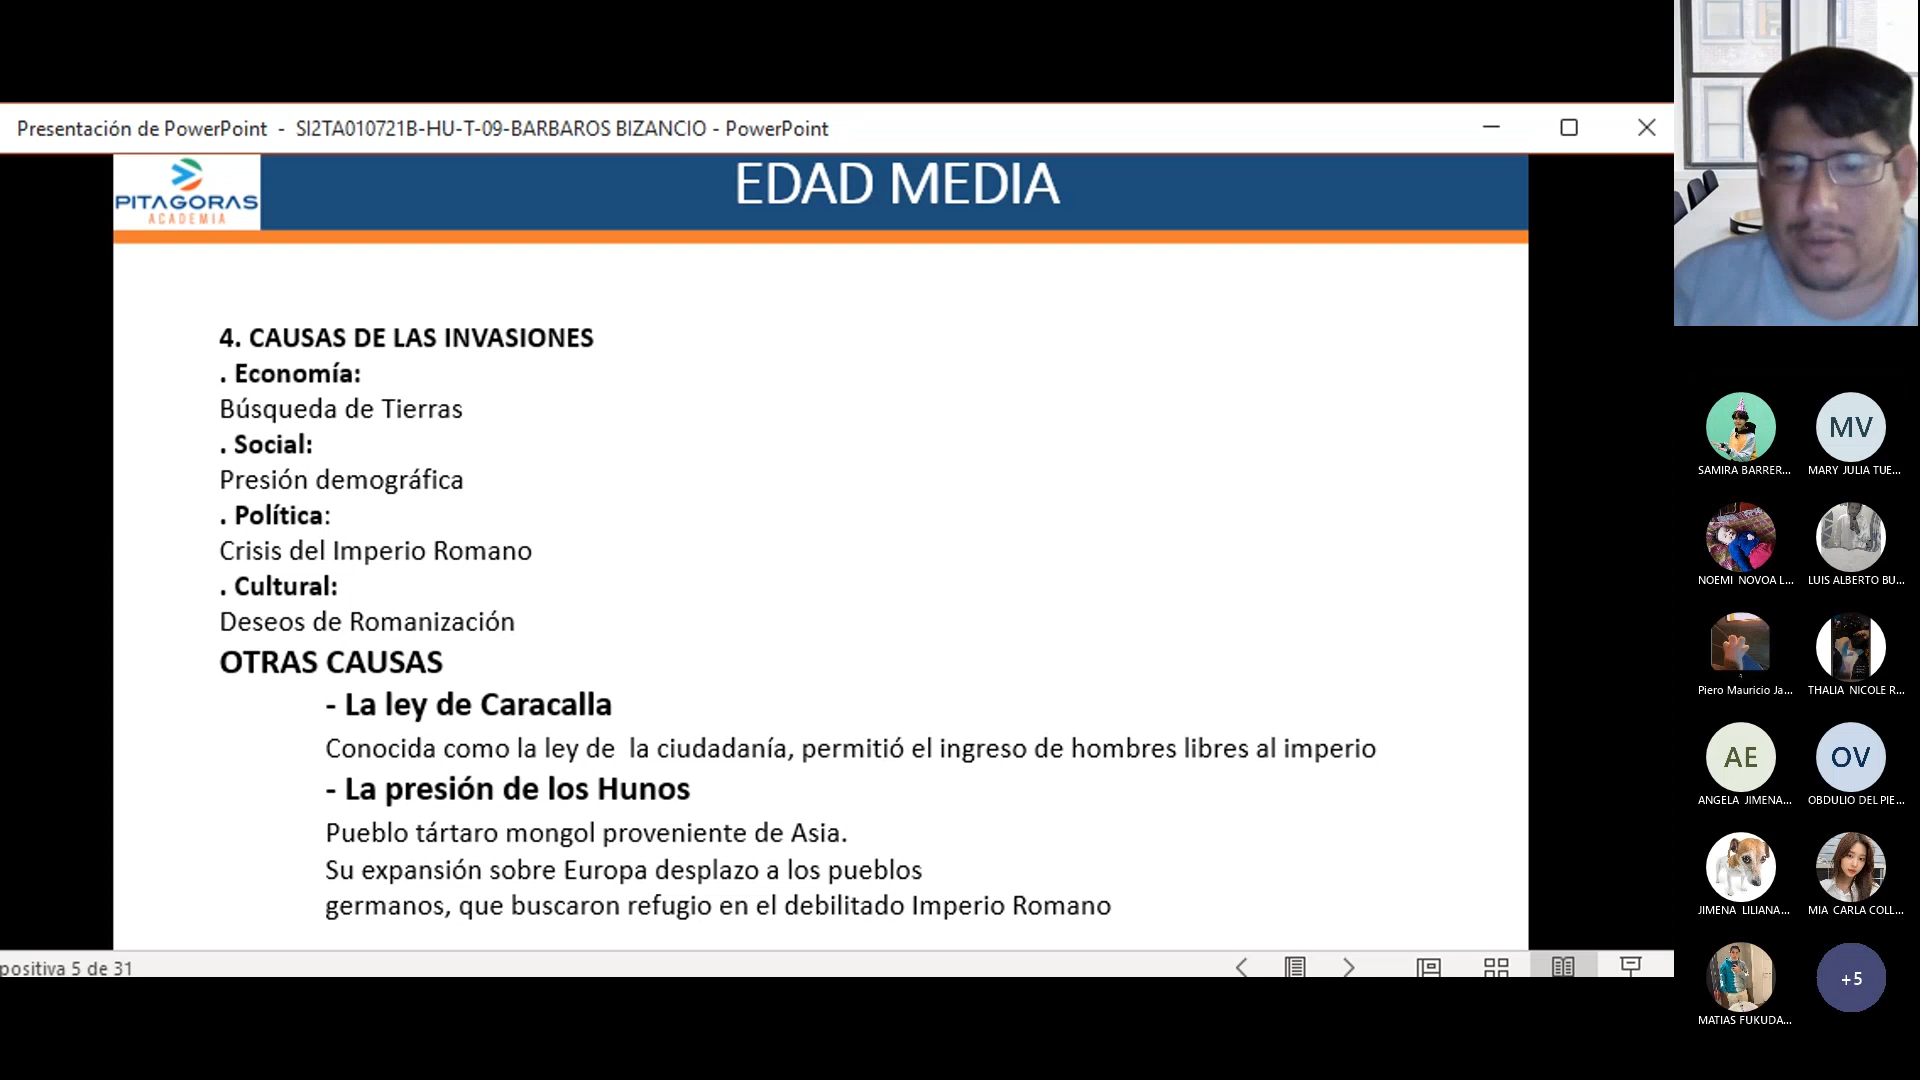 Presentación de PowerPoint - SI2TA010721B-HU-T-09-BARBAROS BIZANCIO - PowerPoint
PITAGORAS
ACADEMIA
EDAD MEDIA
4. CAUSAS DE LAS INVASIONES
. Economía:
Búsqueda de Tierras
. Social:
Presión demográfica
. Política:
Crisis del Imperio Romano
. Cultural:
Deseos de Romanización
OTRAS CAUSAS
- La ley de Caracalla
Conocida como la ley de la ciudadanía, permitió el ingreso de hombres libres al imperio
- La presión de los Hunos
Pueblo tártaro mongol proveniente de Asia.
Su expansión sobre Europa desplazo a los pueblos
germanos, que buscaron refugio en el debilitado Imperio Romano
positiva 5 de 31
MV
SAMIRA BARRER... MARY JULIA TUE...
NOEMI NOVOA L... LUIS ALBERTO BU...
Piero Mauricio Ja... THALIA NICOLE R...
AE OV
ANGELA JIMENA... OBDULIO DEL PIE...
JIMENA LILIANA... MIA CARLA COLL...
+5
MATIAS FUKUDA...